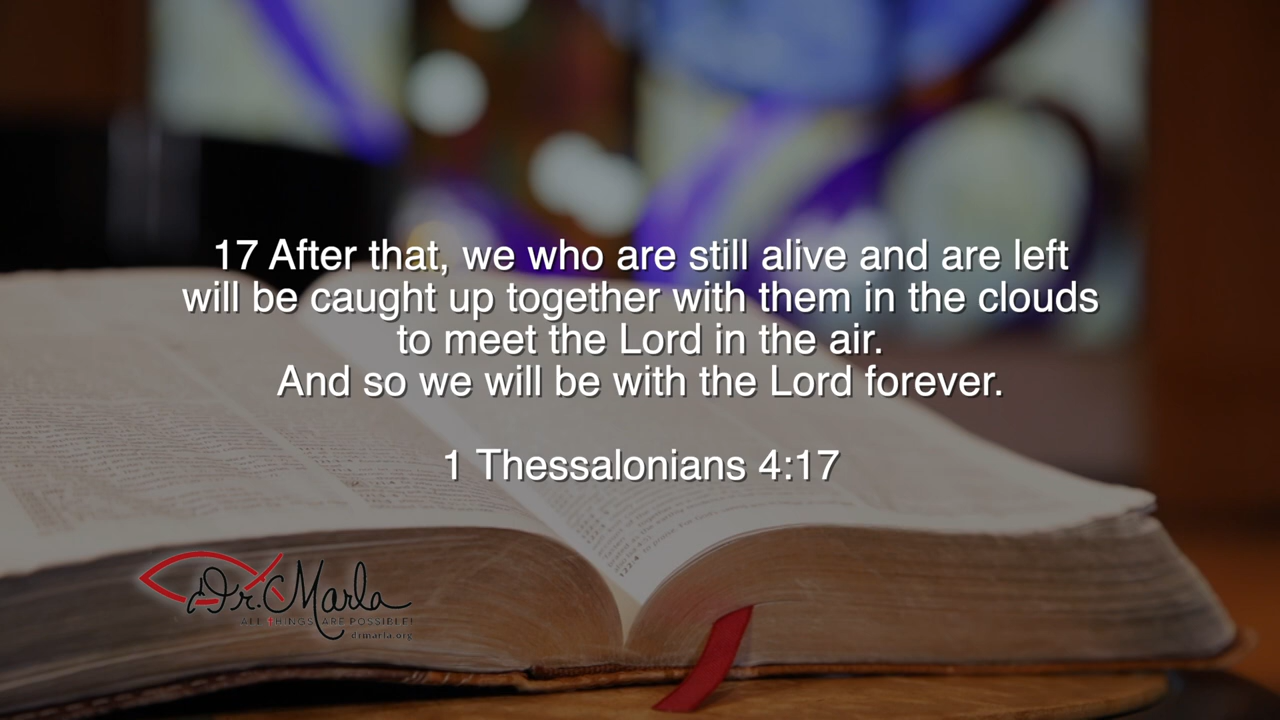 17 After that, we who are still alive and are left
will be caught up together with them in the clouds
to meet the Lord in the air.
And so we will be with the Lord forever.
1 Thessalonians 4:17
Dr. Marla
ALL THINGS ARE POSSIBLE!
drmarla.org